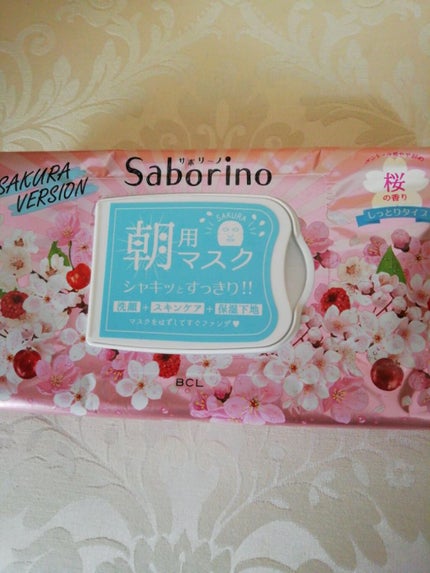 SAKURA
VERSION
サボリーノ
Saborino
桜
の香り
しっとりタイプ
SAKURA
朝用
マスク
シャキッとすっきり!!
洗顔+スキンケア+保湿下地
マスクをはずしてすぐファンデ♥
BCL